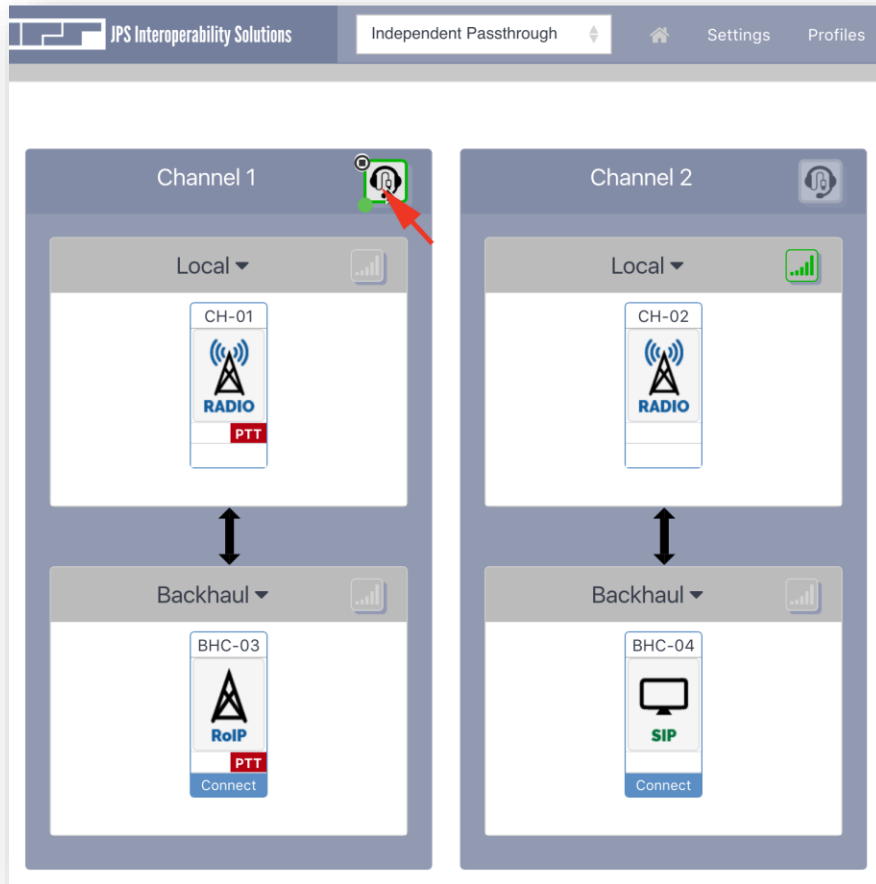 JPS Interoperability Solutions
Independent Passthrough
Settings
Profiles
Channel 1
Local
CH-01
RADIO
PTT
Backhaul
BHC-03
RoIP
PTT
Connect
Channel 2
Local
CH-02
RADIO
Backhaul
BHC-04
SIP
Connect